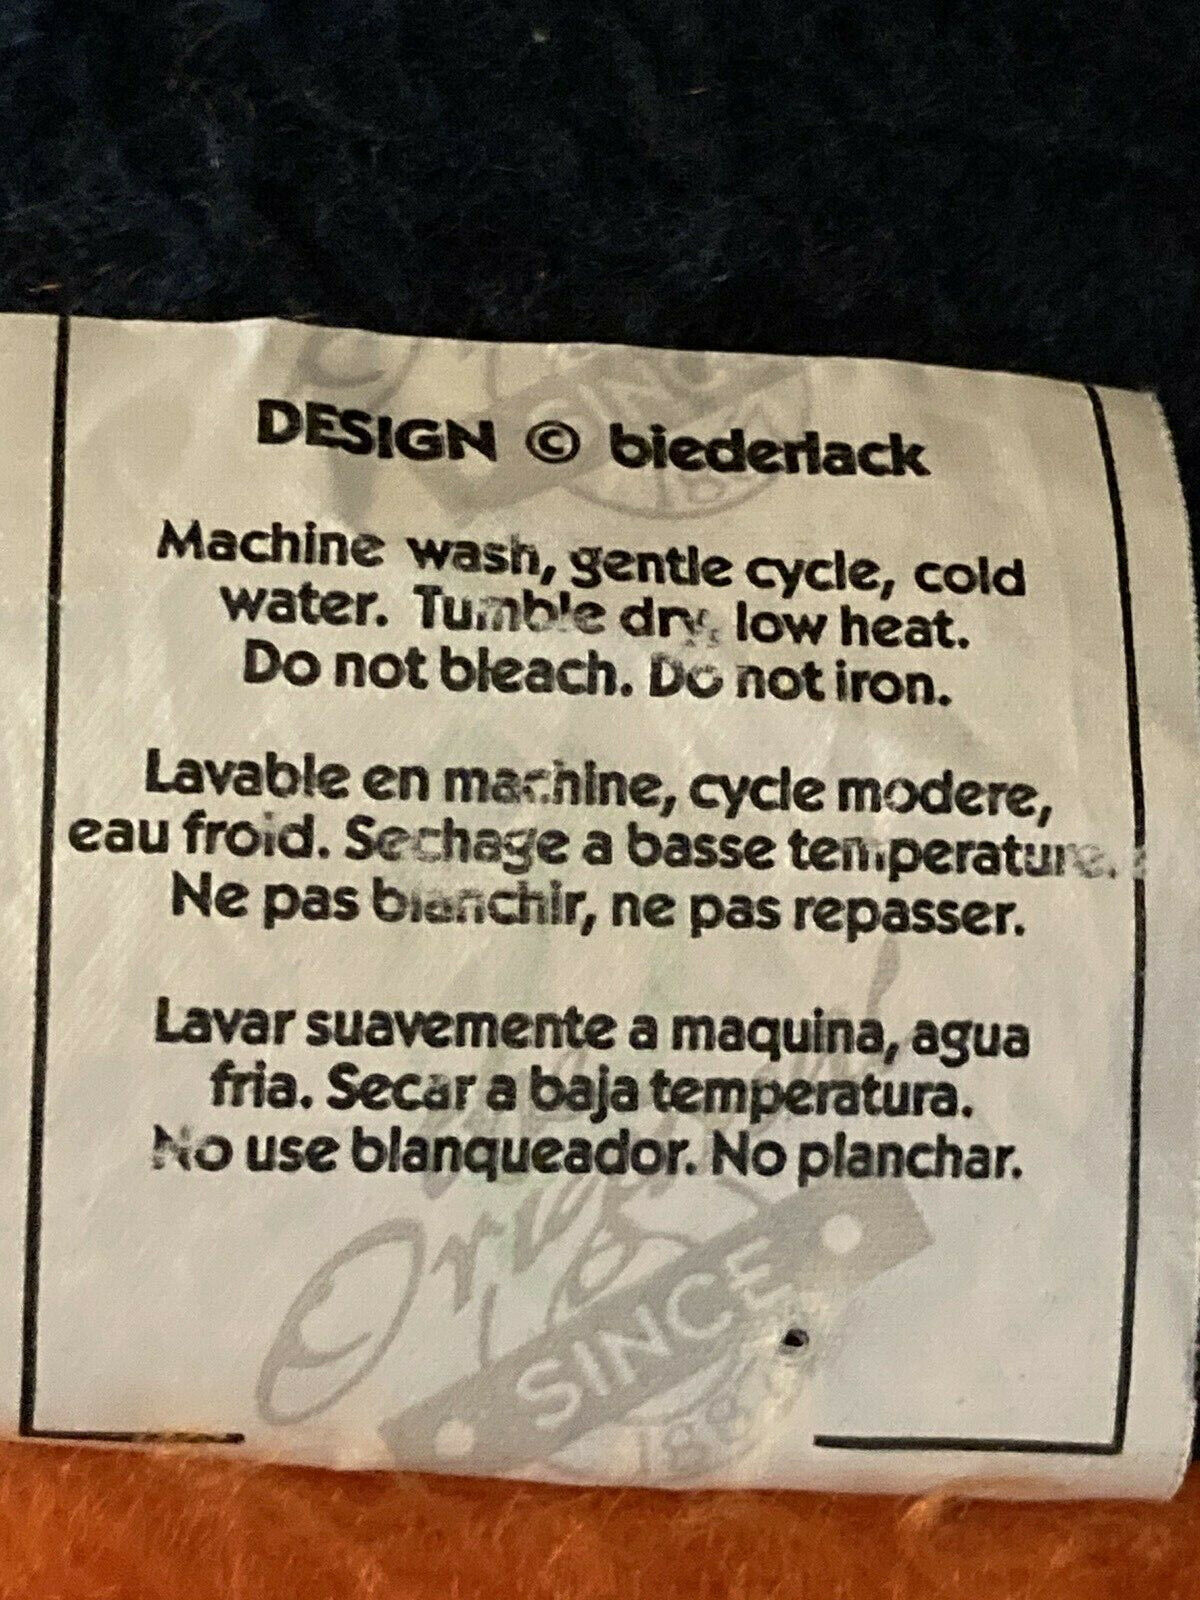 DESIGN © biederlack
Machine wash, gentle cycle, cold
water. Tumble dry, low heat.
Do not bleach. Do not iron.
Lavable en machine, cycle modere,
eau froid. Sechage a basse temperature.
Ne pas blanchir, ne pas repasser.
Lavar suavemente a maquina, agua
fria. Secar a baja temperatura.
No use blanqueador. No planchar.
SINCE